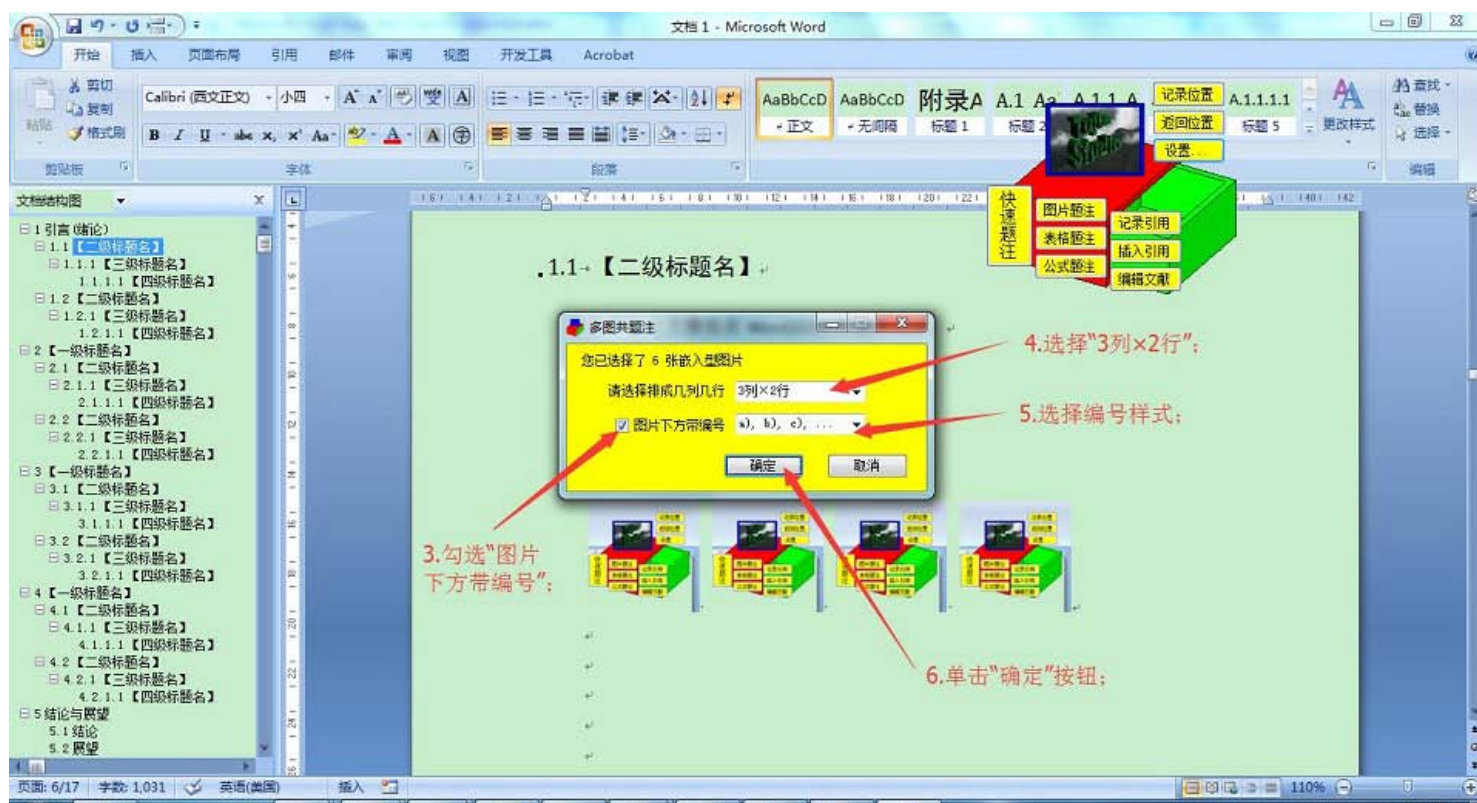 文档 1 - Microsoft Word
开始 插入 页面布局 引用 邮件 审阅 视图 开发工具 Acrobat
剪切
复制
格式刷
粘贴
剪贴板
Calibri (西文正文) 小四
字体
段落
AaBbCcD AaBbCcD 附录A A.1 Aa A.1.1 A A.1.1.1.1
正文 无间隔 标题 1 标题 2 标题 5
更改样式
查找
替换
选择
编辑
记录位置
返回位置
设置...
快速题注
图片题注
表格题注
公式题注
记录引用
插入引用
编辑文献
文档结构图
1 引言(绪论)
1.1【二级标题名】
1.1.1【三级标题名】
1.1.1.1【四级标题名】
1.2【二级标题名】
1.2.1【三级标题名】
1.2.1.1【四级标题名】
2【一级标题名】
2.1【二级标题名】
2.1.1【三级标题名】
2.1.1.1【四级标题名】
2.2【二级标题名】
2.2.1【三级标题名】
2.2.1.1【四级标题名】
3【一级标题名】
3.1【二级标题名】
3.1.1【三级标题名】
3.1.1.1【四级标题名】
3.2【二级标题名】
3.2.1【三级标题名】
3.2.1.1【四级标题名】
4【一级标题名】
4.1【二级标题名】
4.1.1【三级标题名】
4.1.1.1【四级标题名】
4.2【二级标题名】
4.2.1【三级标题名】
4.2.1.1【四级标题名】
5 结论与展望
5.1 结论
5.2 展望
1.1【二级标题名】
多图共题注
您已选择了 6 张嵌入型图片
请选择排成几列几行 3列×2行
图片下方带编号 a), b), c), ...
确定 取消
4.选择“3列×2行”;
5.选择编号样式;
3.勾选“图片
下方带编号”;
6.单击“确定”按钮;
页面: 6/17 字数: 1,031 英语(美国) 插入 110%